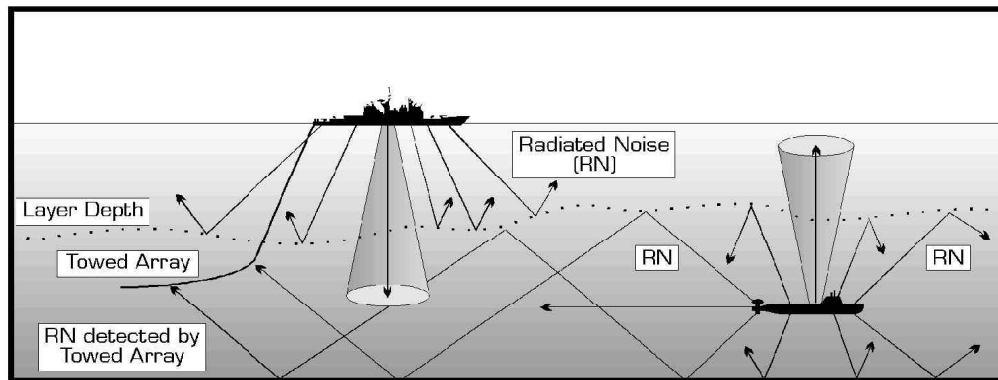 Radiated Noise
(RN)
Layer Depth
Towed Array
RN
RN
RN detected by
Towed Array